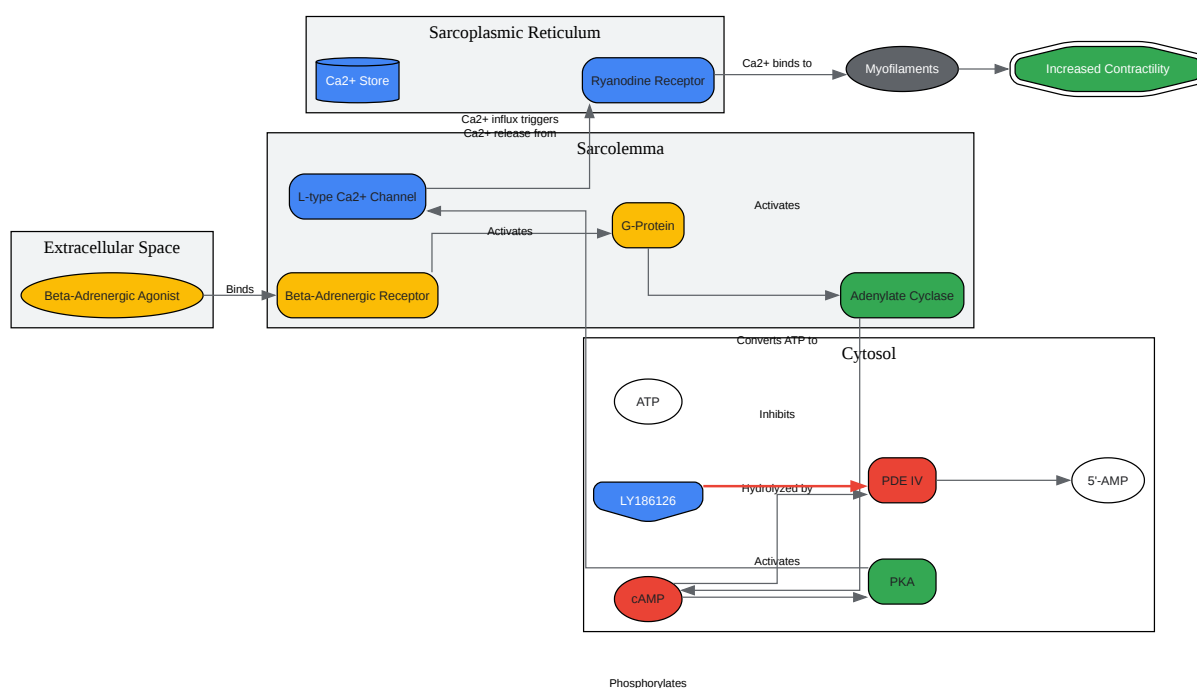 Sarcoplasmic Reticulum
Ca2+ Store
Ryanodine Receptor
Ca2+ binds to
Myofilaments
Increased Contractility
Ca2+ influx triggers
Ca2+ release from
Sarcolemma
L-type Ca2+ Channel
Activates
G-Protein
Activates
Extracellular Space
Beta-Adrenergic Agonist
Binds
Beta-Adrenergic Receptor
Adenylate Cyclase
Converts ATP to
Cytosol
ATP
Inhibits
LY186126
Hydrolyzed by
PDE IV
5'-AMP
Activates
cAMP
PKA
Phosphorylates